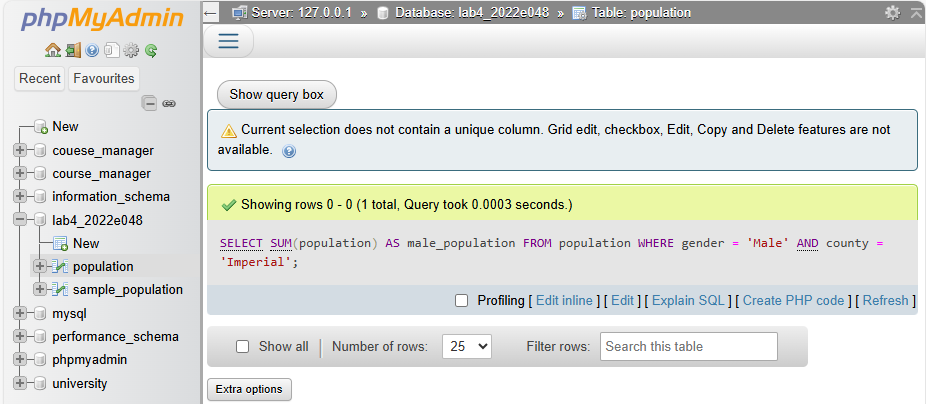 phpMyAdmin
Recent Favourites
New
couese_manager
course_manager
information_schema
lab4_2022e048
New
population
sample_population
mysql
performance_schema
phpmyadmin
university
Server: 127.0.0.1 » Database: lab4_2022e048 » Table: population
Show query box
Current selection does not contain a unique column. Grid edit, checkbox, Edit, Copy and Delete features are not
available.
Showing rows 0 - 0 (1 total, Query took 0.0003 seconds.)
SELECT SUM(population) AS male_population FROM population WHERE gender = 'Male' AND county =
'Imperial';
Profiling [ Edit inline ] [ Edit ] [ Explain SQL ] [ Create PHP code ] [ Refresh ]
Show all Number of rows: 25 Filter rows: Search this table
Extra options